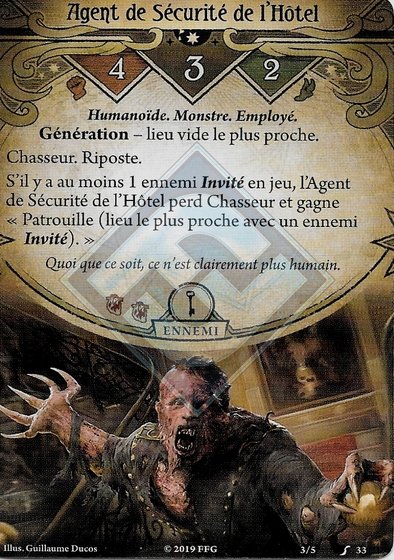 Agent de Sécurité de l'Hôtel
4 3 2
Humanoïde. Monstre. Employé.
Génération – lieu vide le plus proche.
Chasseur. Riposte.
S'il y a au moins 1 ennemi Invité en jeu, l'Agent
de Sécurité de l'Hôtel perd Chasseur et gagne
« Patrouille (lieu le plus proche avec un ennemi
Invité). »
Quoi que ce soit, ce n'est clairement plus humain.
ENNEMI
Illus. Guillaume Ducos
© 2019 FFG
3/5
33